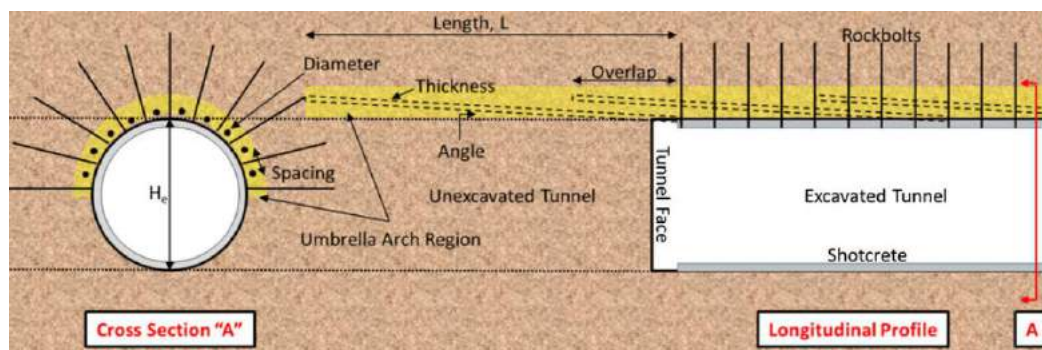 Length, L
Rockbolts
Diameter
Overlap
Thickness
Angle
Spacing
He
Unexcavated Tunnel
Tunnel Face
Excavated Tunnel
Umbrella Arch Region
Shotcrete
Cross Section “A”
Longitudinal Profile
A